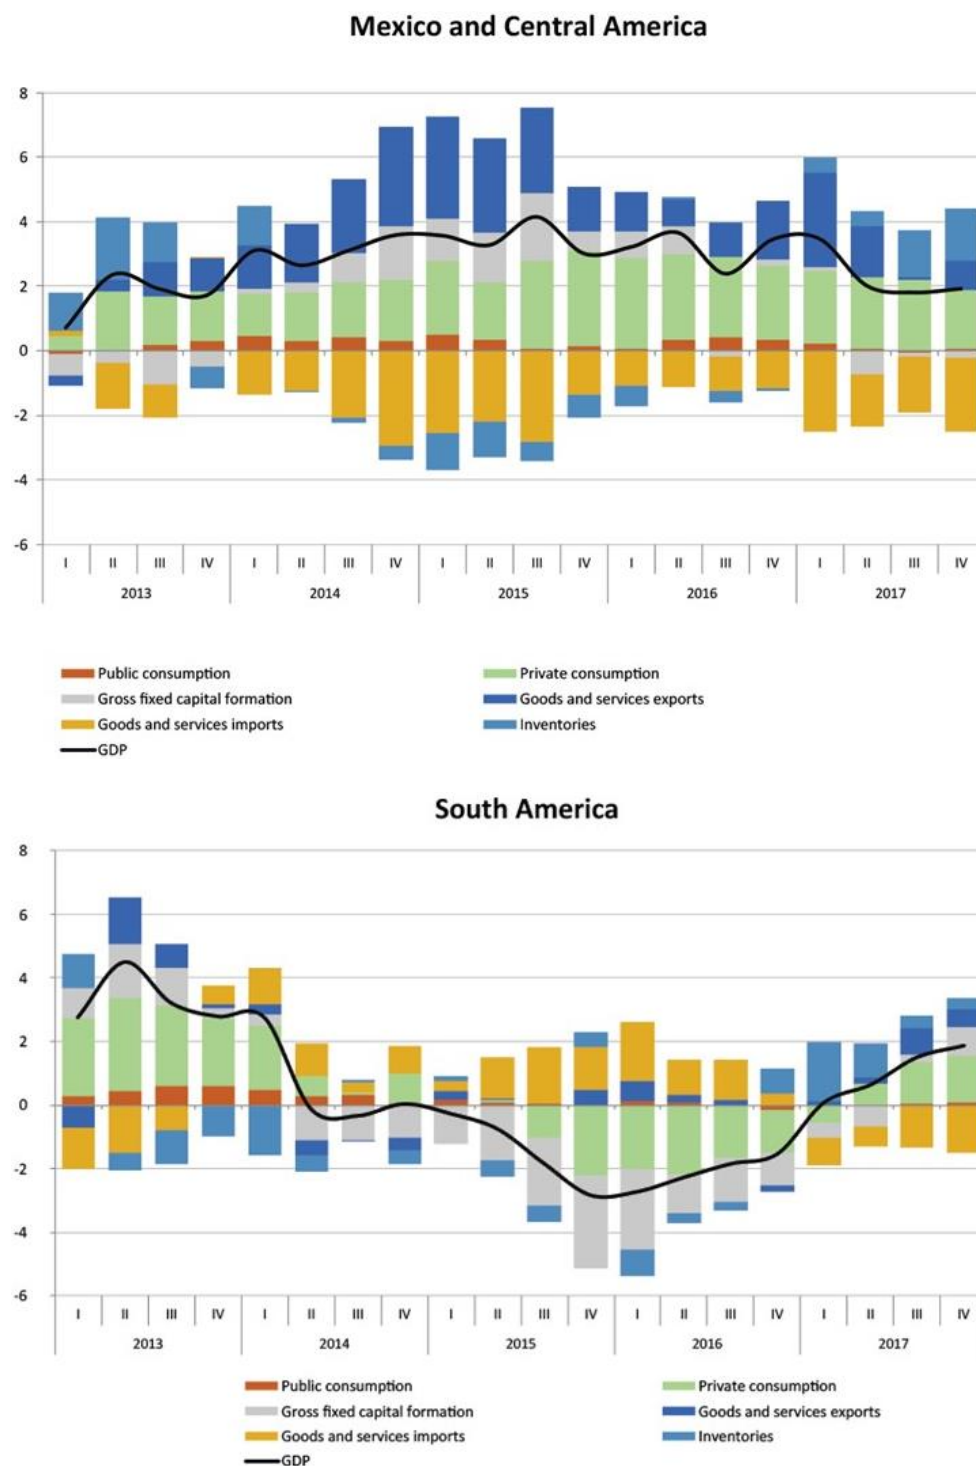 Mexico and Central America
8
6
4
2
0
-2
-4
-6
I II III IV I II III IV I II III IV I II III IV I II III IV
2013 2014 2015 2016 2017
Public consumption Private consumption
Gross fixed capital formation Goods and services exports
Goods and services imports Inventories
GDP
South America
8
6
4
2
0
-2
-4
-6
I II III IV I II III IV I II III IV I II III IV I II III IV
2013 2014 2015 2016 2017
Public consumption Private consumption
Gross fixed capital formation Goods and services exports
Goods and services imports Inventories
GDP